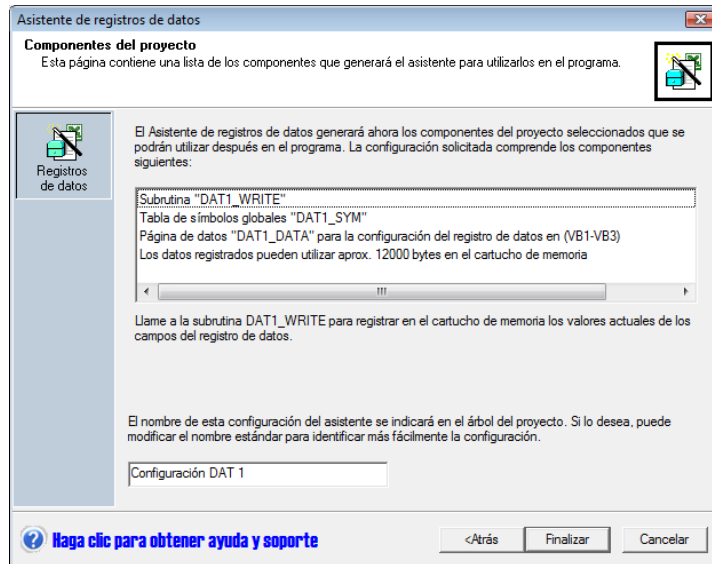 Asistente de registros de datos
Componentes del proyecto
Esta página contiene una lista de los componentes que generará el asistente para utilizarlos en el programa.
Registros
de datos
El Asistente de registros de datos generará ahora los componentes del proyecto seleccionados que se
podrán utilizar después en el programa. La configuración solicitada comprende los componentes
siguientes:
Subrutina "DAT1_WRITE"
Tabla de símbolos globales "DAT1_SYM"
Página de datos "DAT1_DATA" para la configuración del registro de datos en (VB1-VB3)
Los datos registrados pueden utilizar aprox. 12000 bytes en el cartucho de memoria
Llame a la subrutina DAT1_WRITE para registrar en el cartucho de memoria los valores actuales de los
campos del registro de datos.
El nombre de esta configuración del asistente se indicará en el árbol del proyecto. Si lo desea, puede
modificar el nombre estándar para identificar más fácilmente la configuración.
Configuración DAT 1
Haga clic para obtener ayuda y soporte
<Atrás
Finalizar
Cancelar